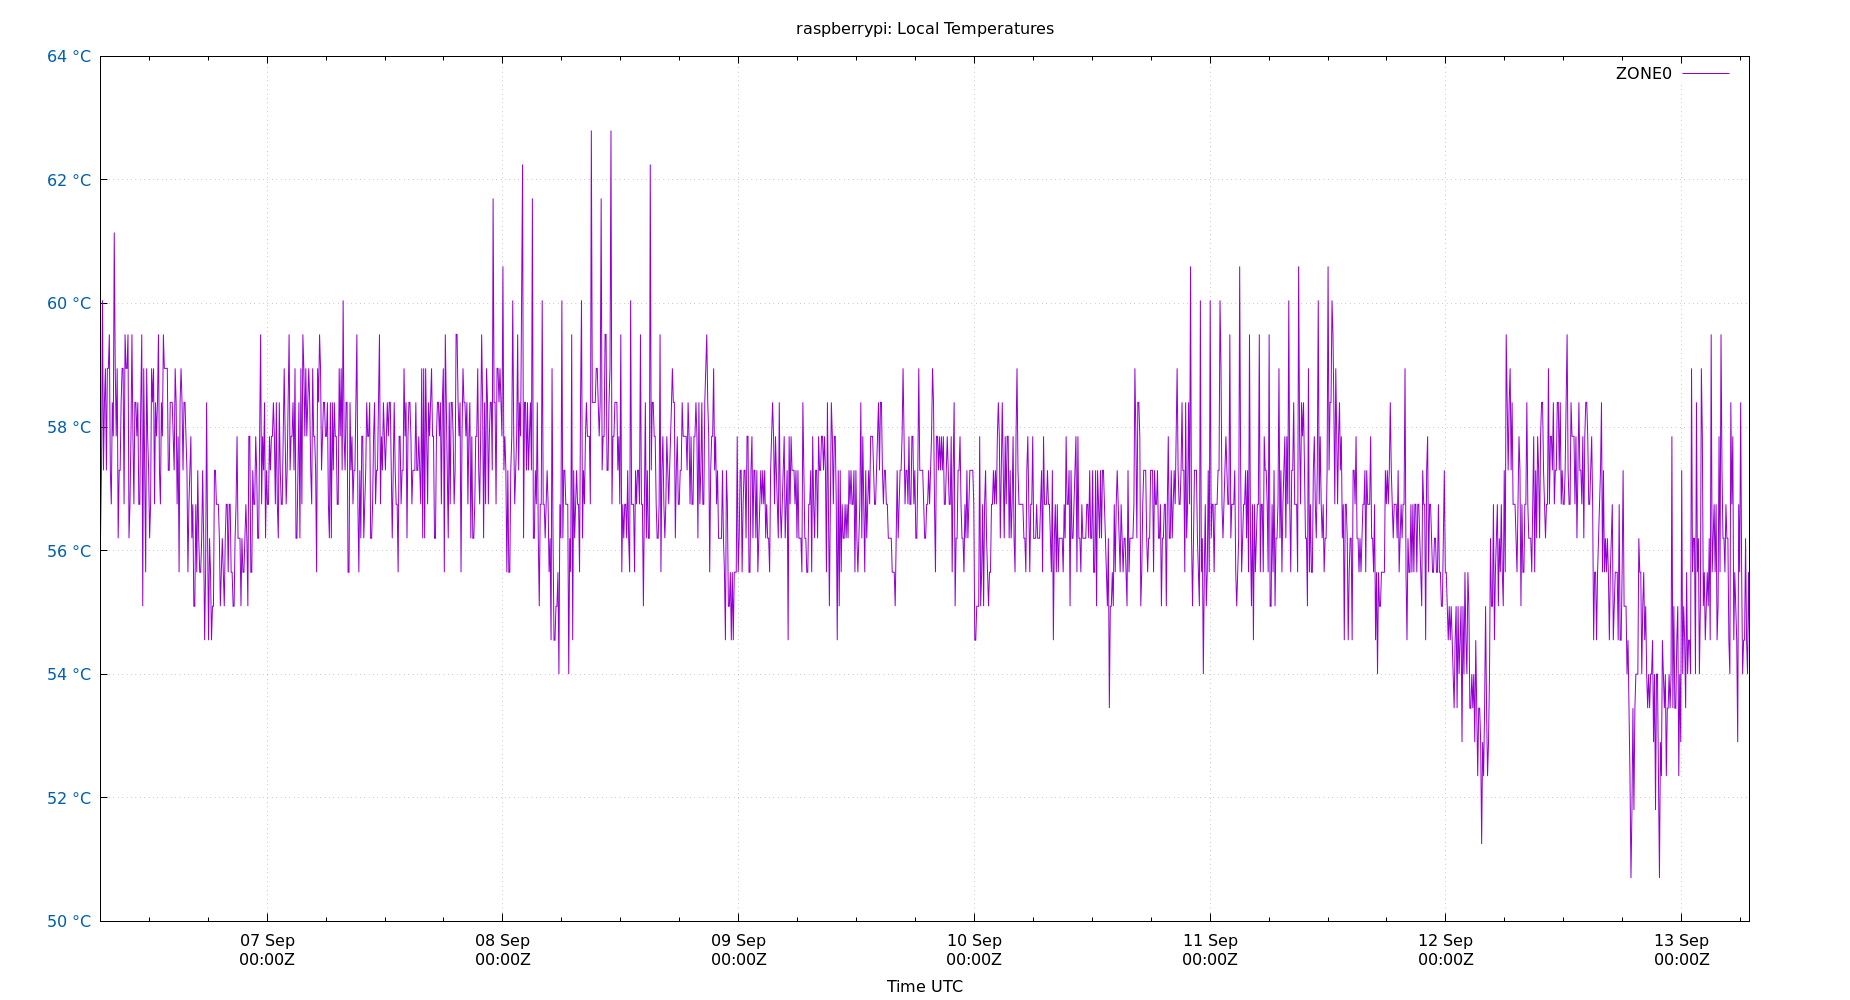 raspberrypi: Local Temperatures
64 °C
ZONE0
62 °C
60 °C
58 °C
56 °C
54 °C
52 °C
50 °C
07 Sep 08 Sep 09 Sep 10 Sep 11 Sep 12 Sep 13 Sep
00:00Z 00:00Z 00:00Z 00:00Z 00:00Z 00:00Z 00:00Z
Time UTC